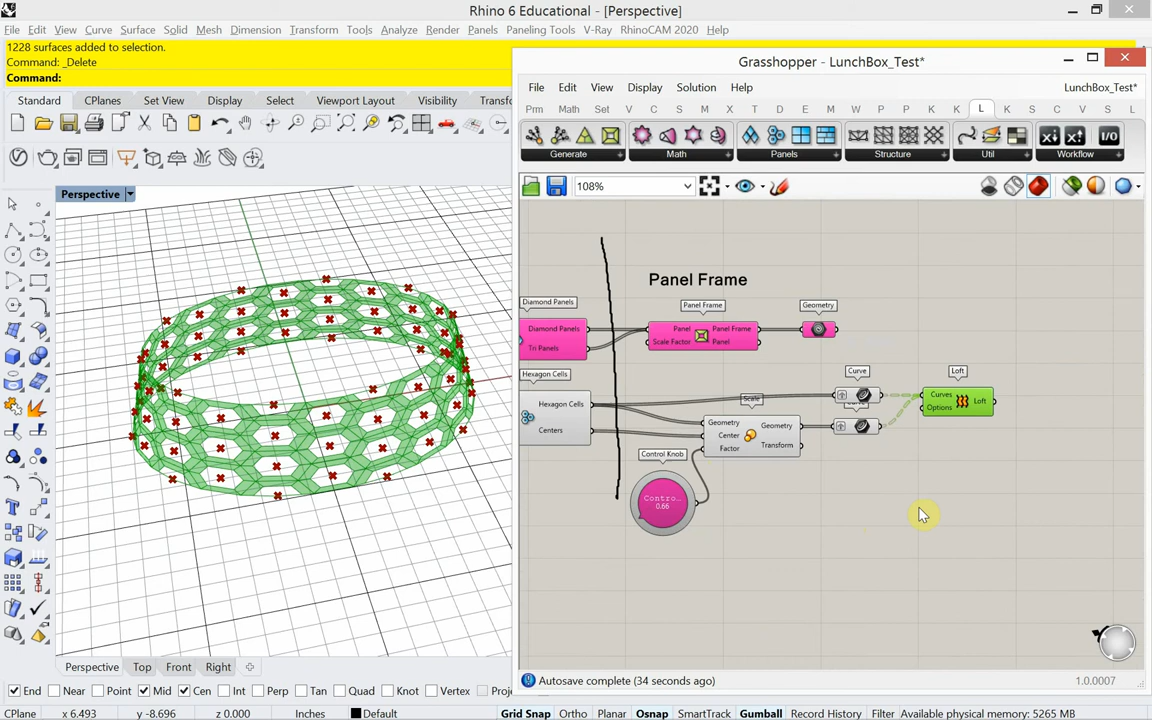 Rhino 6 Educational - [Perspective]
File Edit View Curve Surface Solid Mesh Dimension Transform Tools Analyze Render Panels Paneling Tools V-Ray RhinoCAM 2020 Help
1228 surfaces added to selection.
Command: _Delete
Command:
Standard CPlanes Set View Display Select Viewport Layout Visibility Transfo
Perspective
Grasshopper - LunchBox_Test*
File Edit View Display Solution Help
LunchBox_Test*
Prm Math Set V C S M X T D A W P P K K L K S M V S L
I/O
Generate Math Panels Structure Util Workflow
108%
Panel Frame
Diamond Panels
Panel Frame
Geometry
Diamond Panels
Tri Panels
Panel
Scale Factor
Panel Frame
Panel
Hexagon Cells
Curve
Loft
Hexagon Cells
Centers
Scale
Geometry
Center
Factor
Geometry
Transform
Curves
Options
Loft
Control Knob
Contro...
0.66
Autosave complete (34 seconds ago)
1.0.0007
Perspective Top Front Right
End Near Point Mid Cen Int Perp Tan Quad Knot Vertex Proje
CPlane x 6.493 y -8.696 z 0.000 Inches Default Grid Snap Ortho Planar Osnap SmartTrack Gumball Record History Filter Available physical memory: 5265 MB